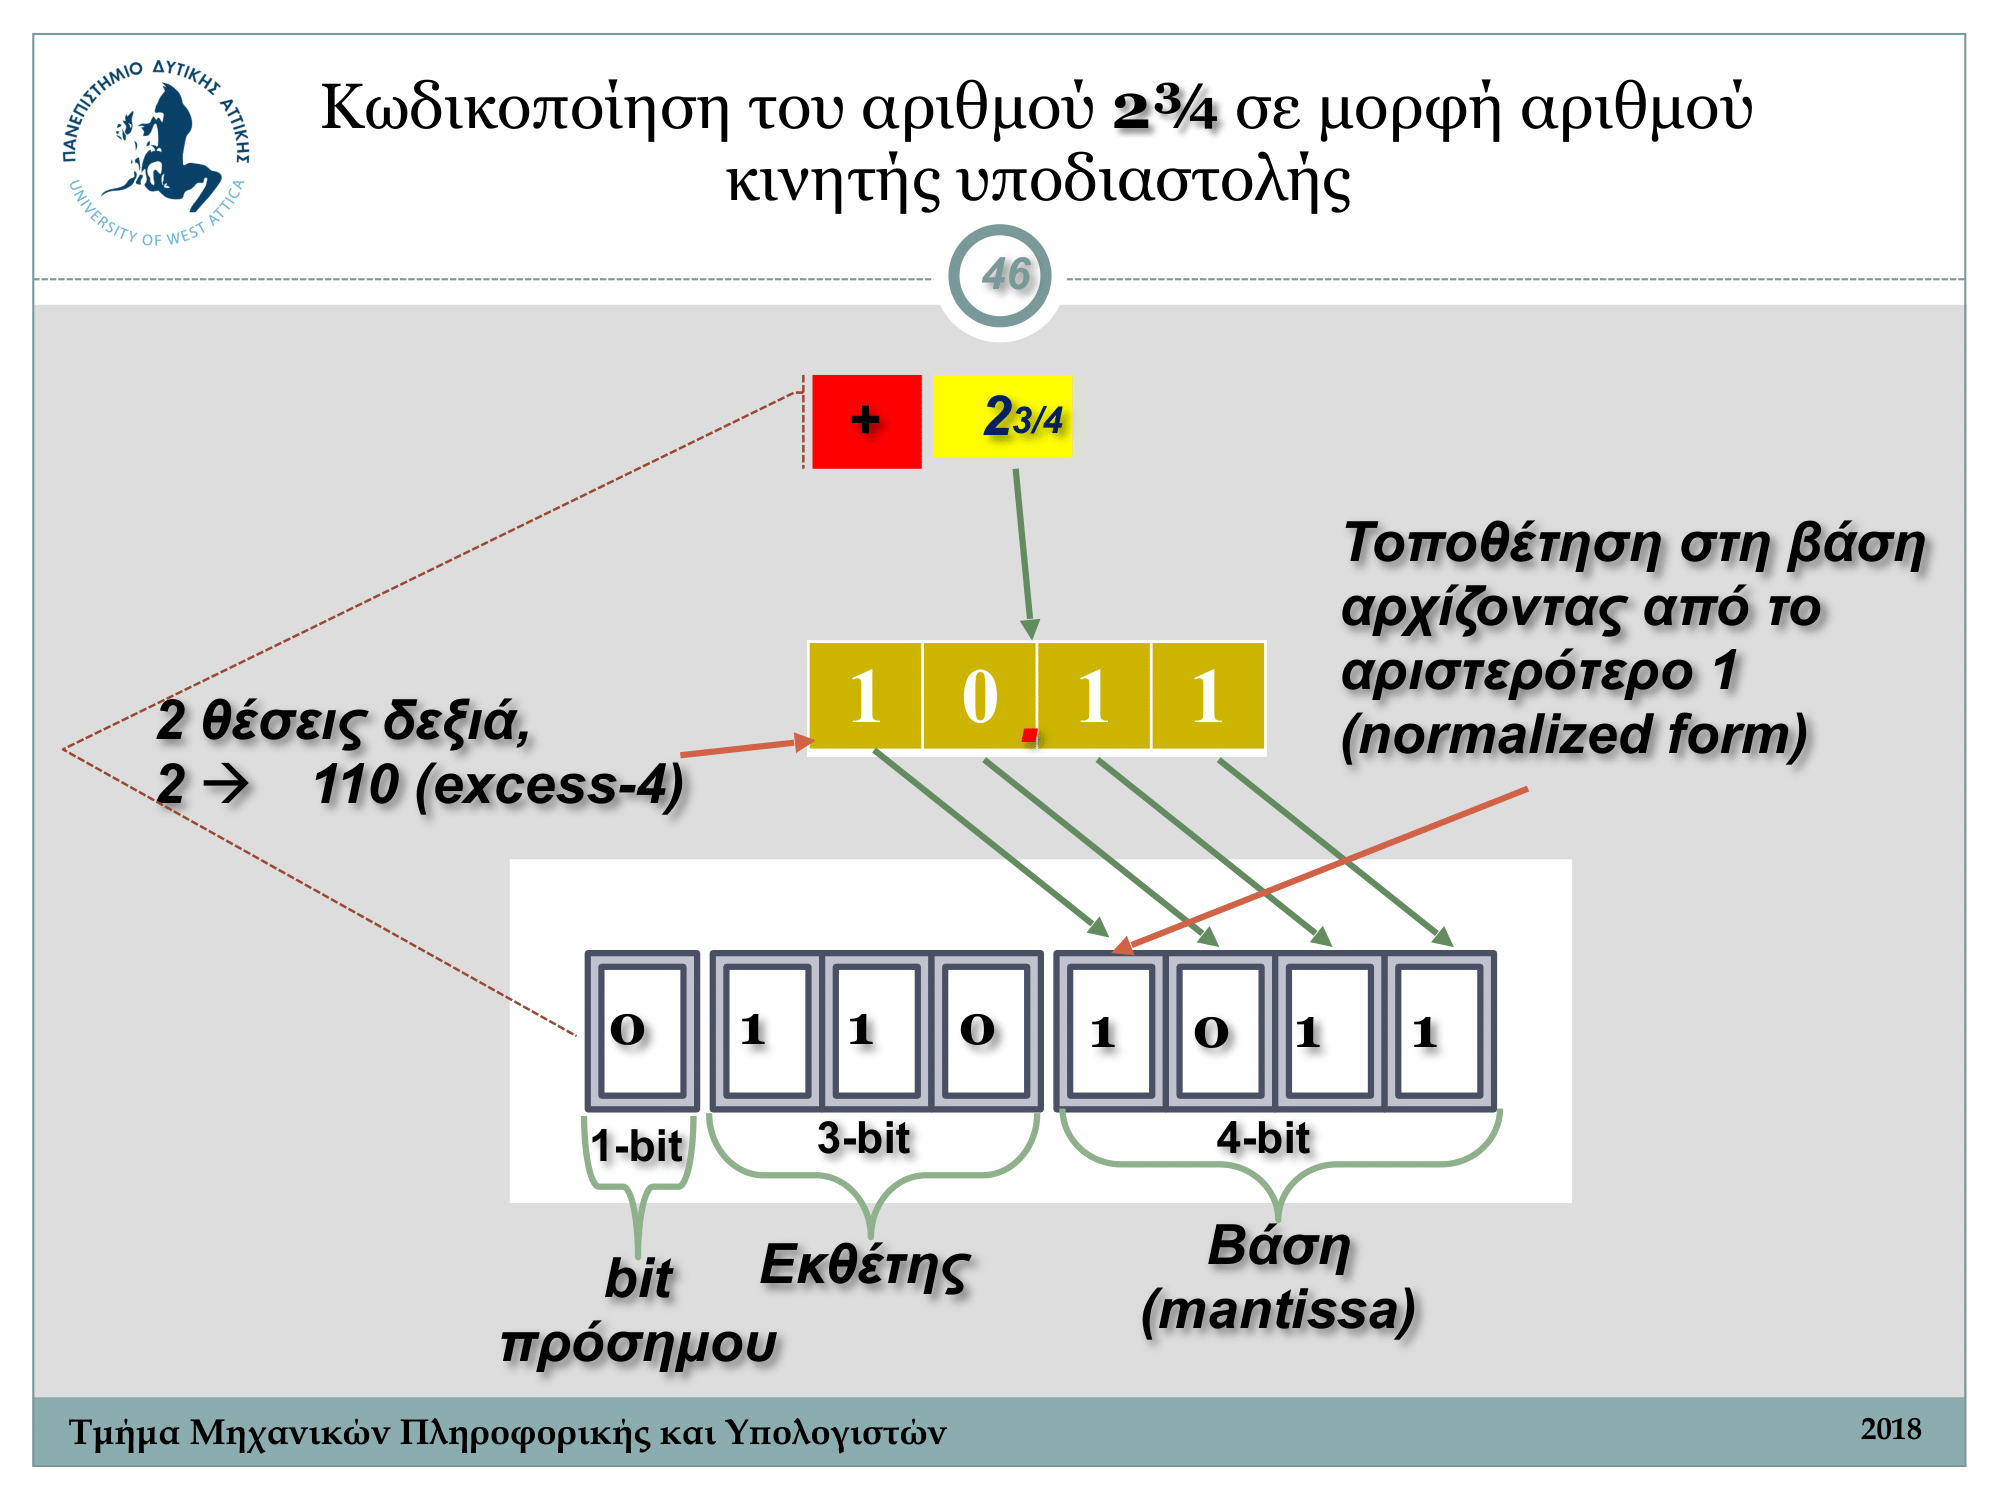 ΠΑΝΕΠΙΣΤΗΜΙΟ ΔΥΤΙΚΗΣ ΑΤΤΙΚΗΣ
UNIVERSITY OF WEST ATTICA
Κωδικοποίηση του αριθμού 2¾ σε μορφή αριθμού
κινητής υποδιαστολής
46
+ 23/4
Τοποθέτηση στη βάση
αρχίζοντας από το
αριστερότερο 1
(normalized form)
1 0 . 1 1
2 θέσεις δεξιά,
2 → 110 (excess-4)
0 1 1 0 1 0 1 1
1-bit 3-bit 4-bit
bit
πρόσημου
Εκθέτης
Βάση
(mantissa)
Τμήμα Μηχανικών Πληροφορικής και Υπολογιστών
2018